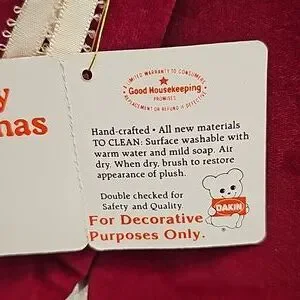 y
nas
A LIMITED WARRANTY TO CONSUMERS
Good Housekeeping
PROMISES
REPLACEMENT OR REFUND IF DEFECTIVE
Hand-crafted • All new materials
TO CLEAN: Surface washable with
warm water and mild soap. Air
dry. When dry, brush to restore
appearance of plush.
Double checked for
Safety and Quality
DAKIN
®
For Decorative
Purposes Only.